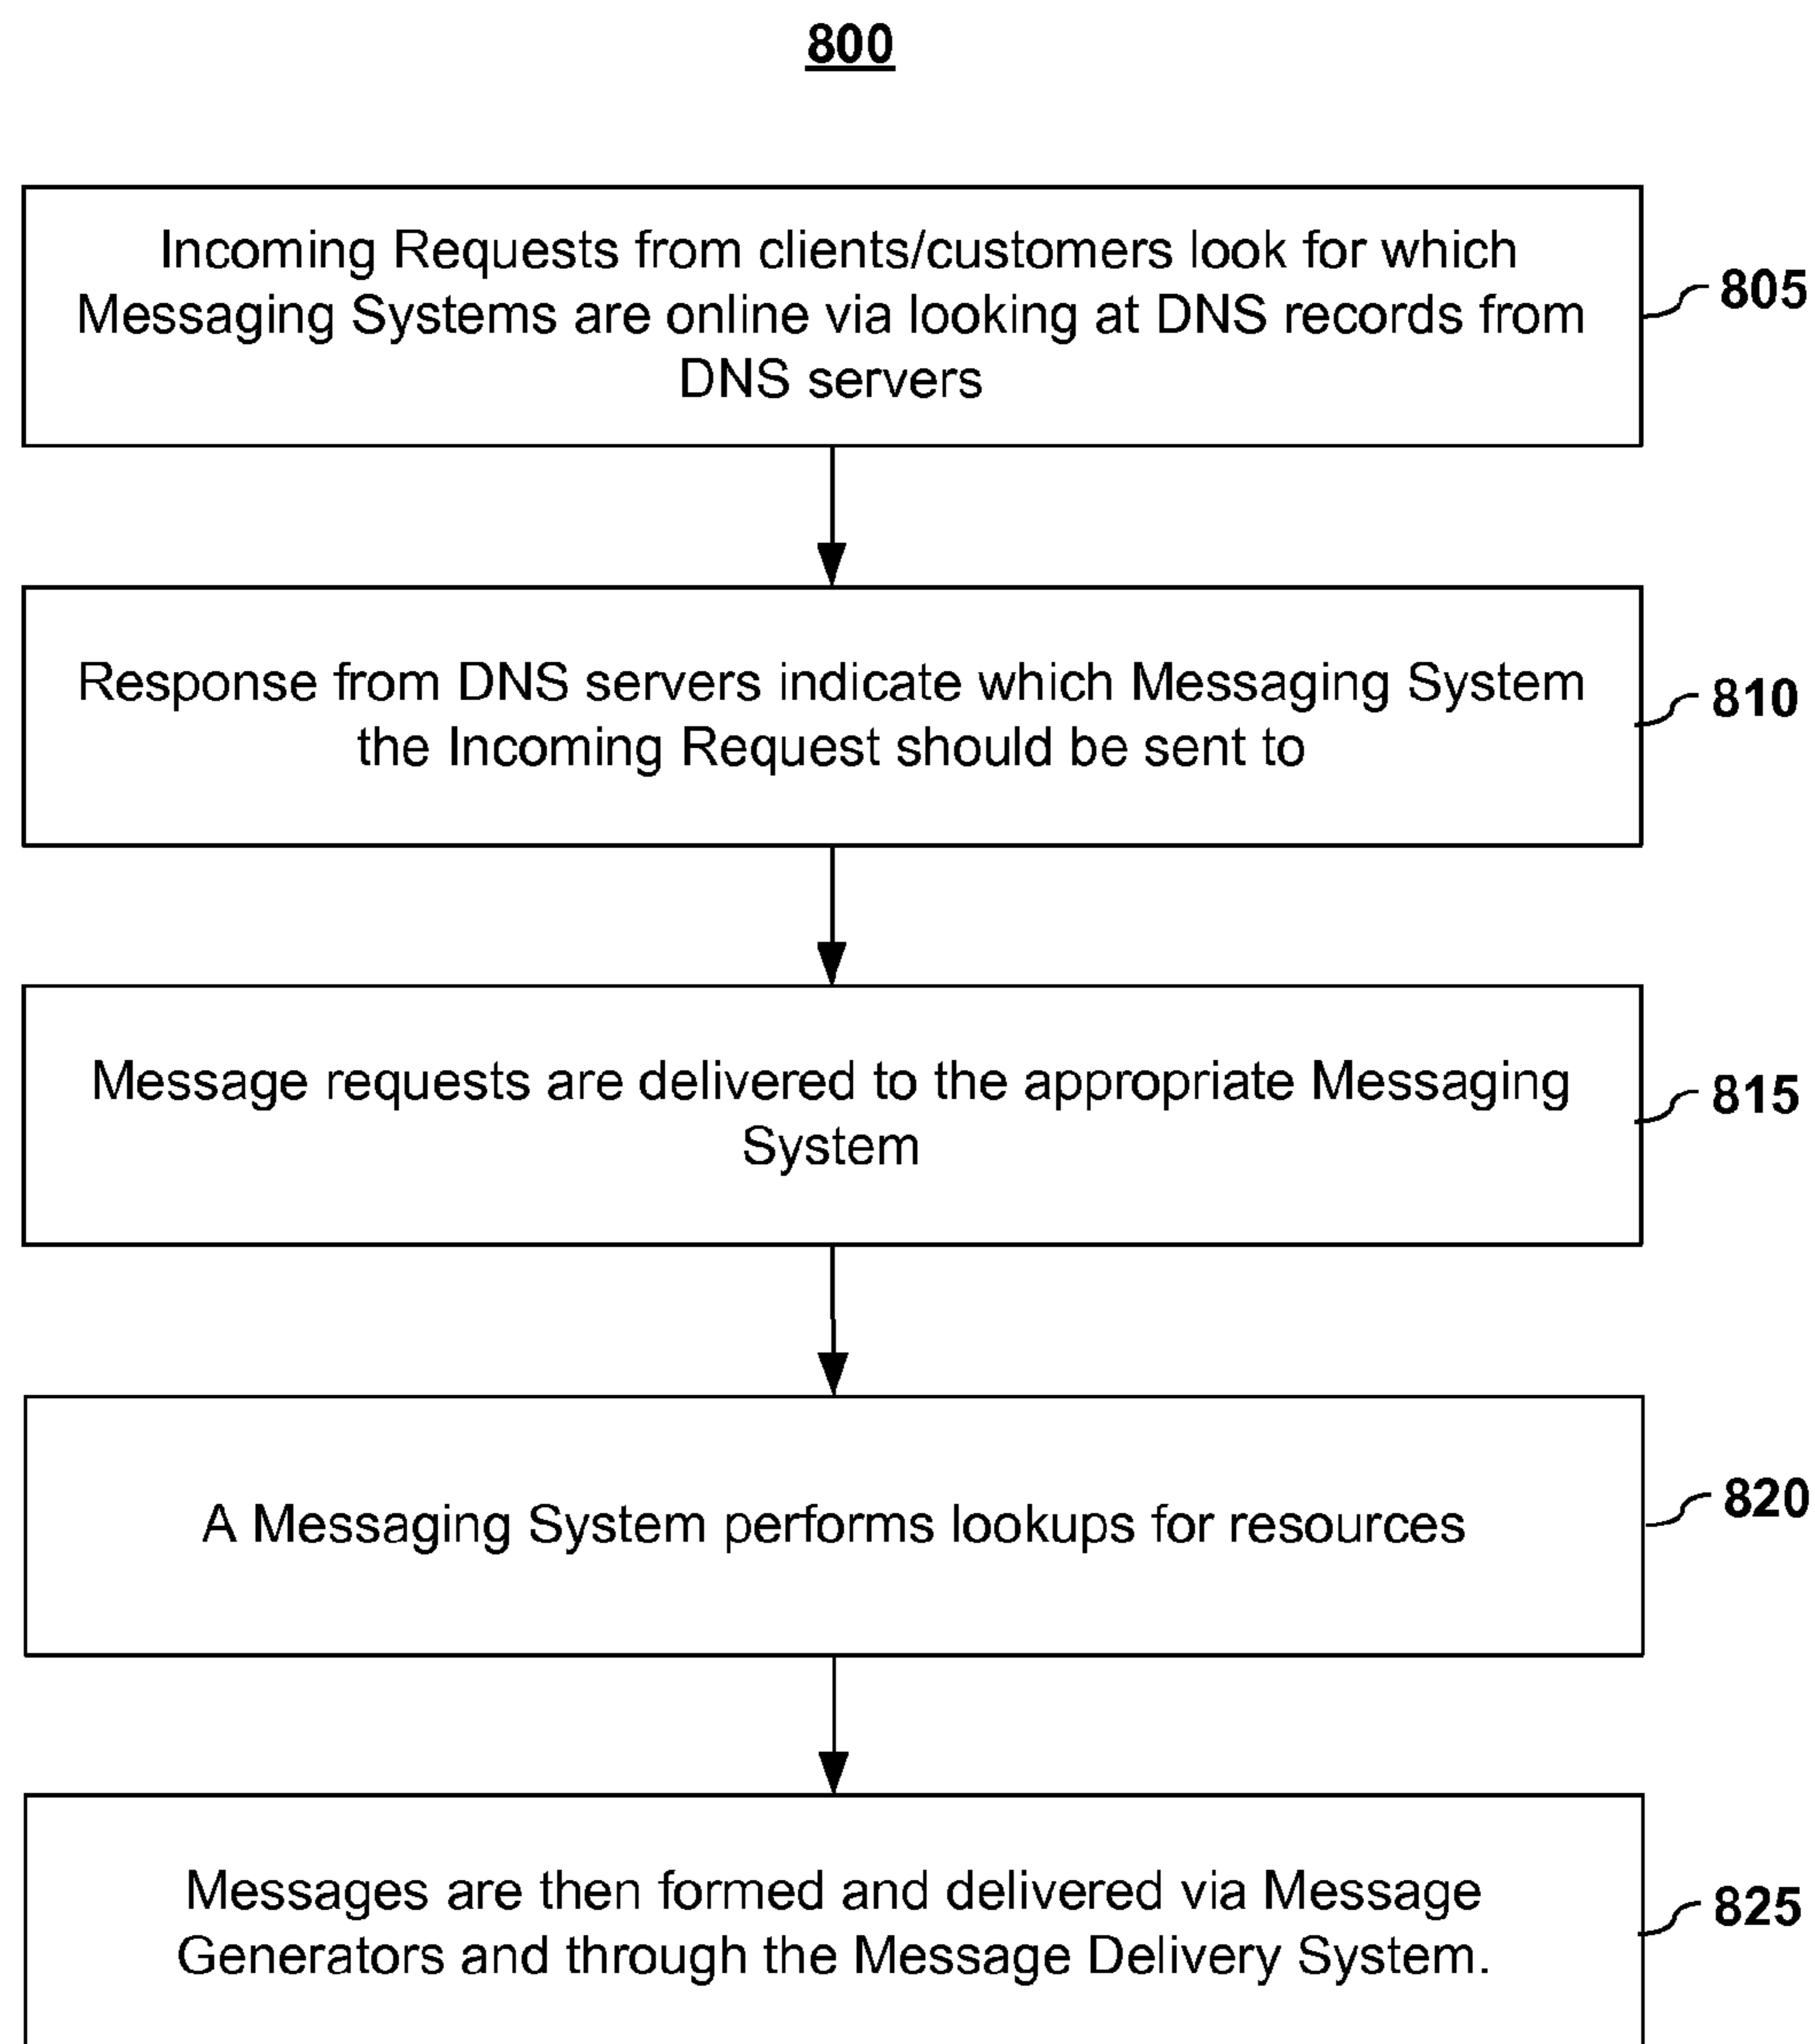 800
Incoming Requests from clients/customers look for which
Messaging Systems are online via looking at DNS records from
DNS servers
805
Response from DNS servers indicate which Messaging System
the Incoming Request should be sent to
810
Message requests are delivered to the appropriate Messaging
System
815
A Messaging System performs lookups for resources
820
Messages are then formed and delivered via Message
Generators and through the Message Delivery System.
825